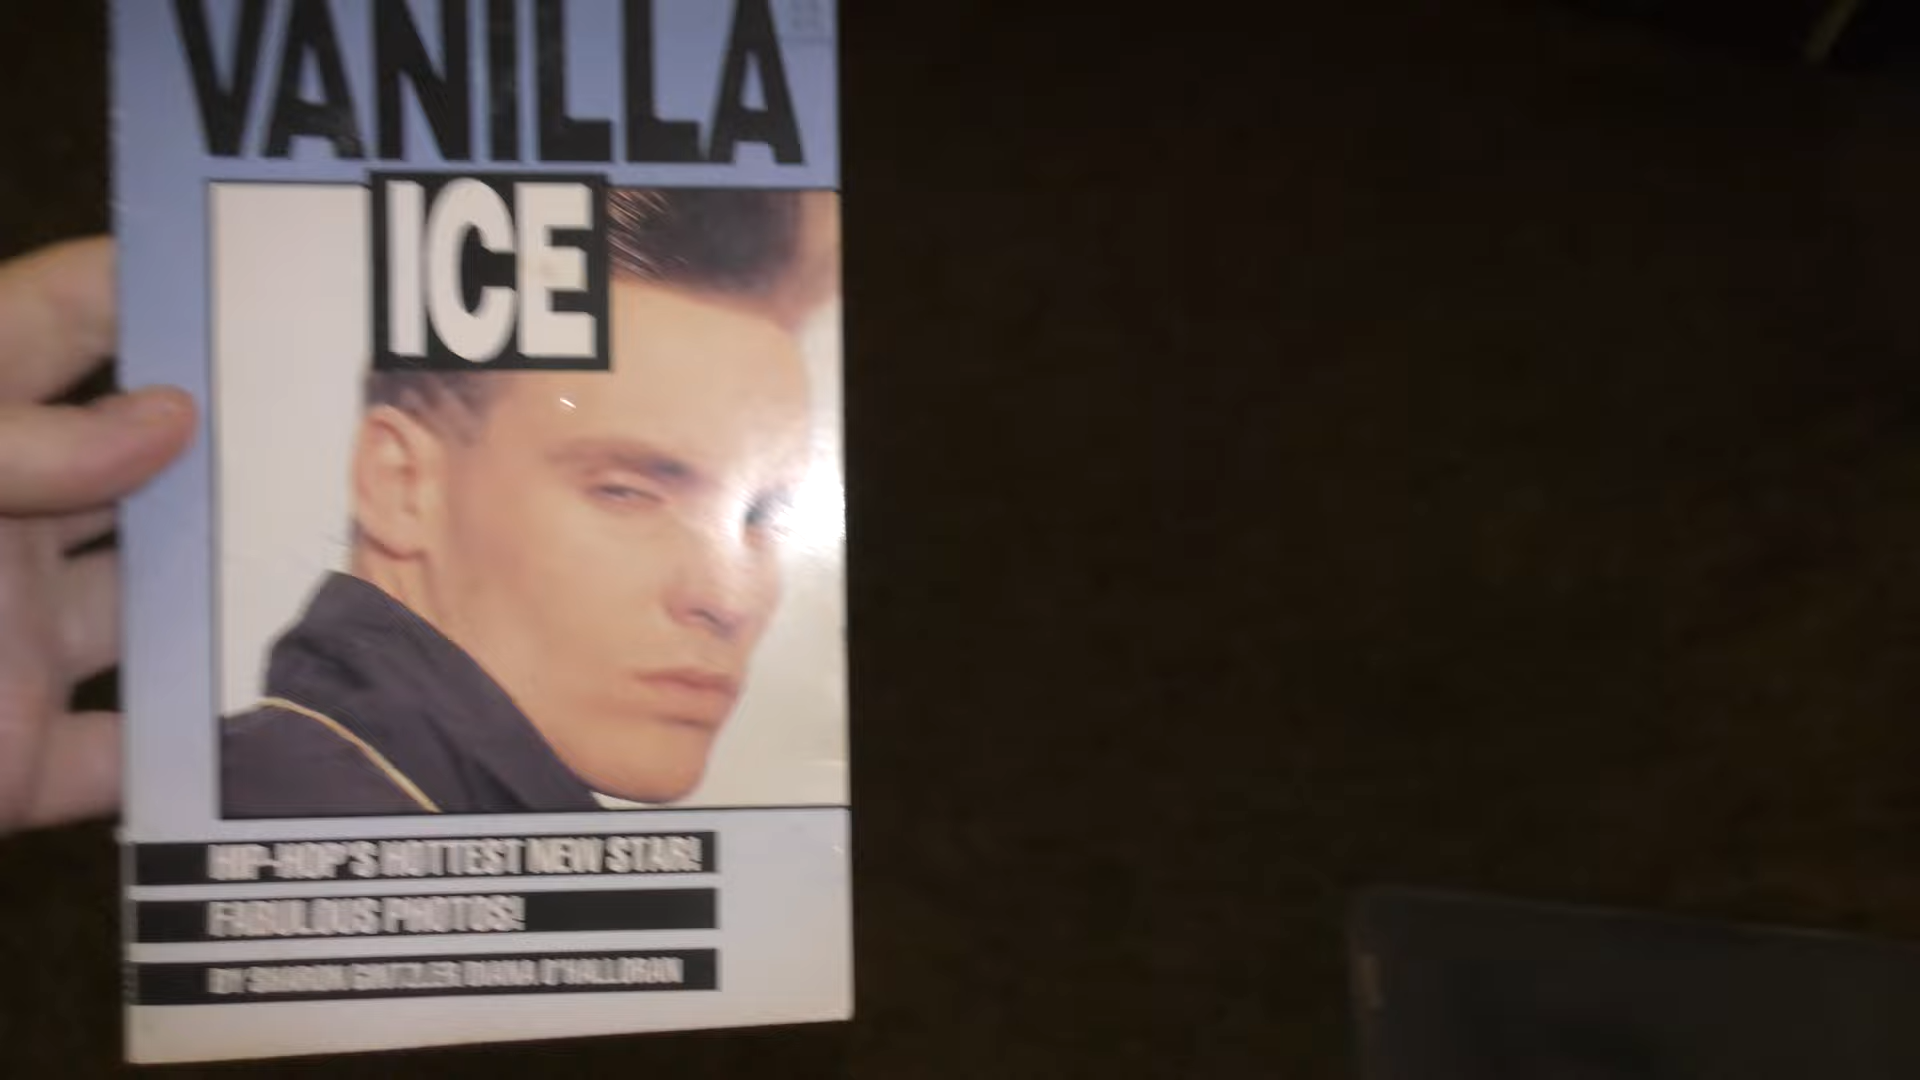 VANILLA
ICE
HIP-HOP'S HOTTEST NEW STAR!
FABULOUS PHOTOS!
BY SHARON GINTZLER DIANA O'HALLORAN